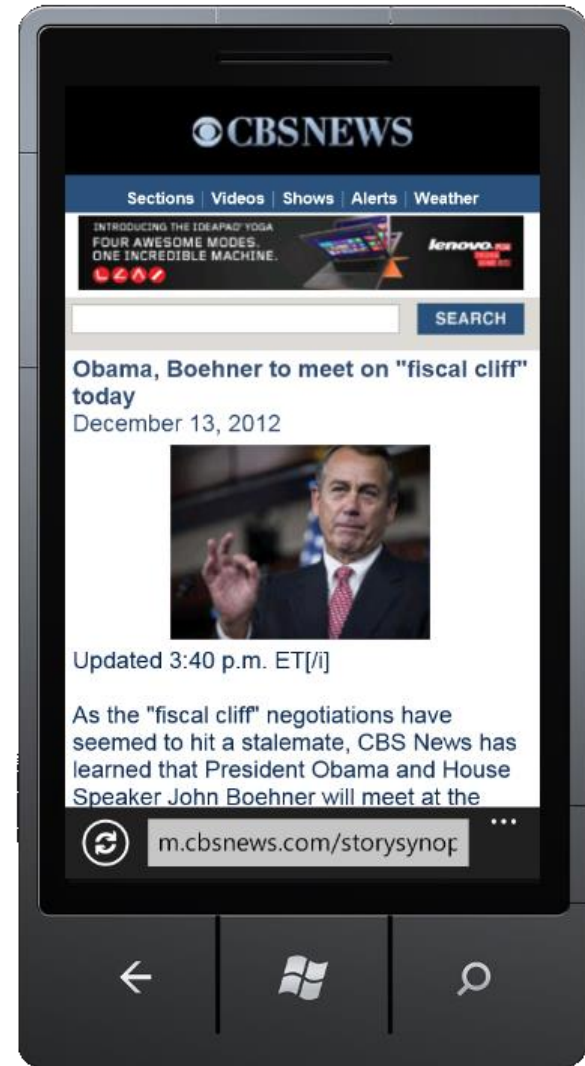 CBSNEWS
Sections | Videos | Shows | Alerts | Weather
INTRODUCING THE IDEAPAD YOGA
FOUR AWESOME MODES.
ONE INCREDIBLE MACHINE.
lenovo
SEARCH
Obama, Boehner to meet on "fiscal cliff"
today
December 13, 2012
Updated 3:40 p.m. ET[/i]
As the "fiscal cliff" negotiations have
seemed to hit a stalemate, CBS News has
learned that President Obama and House
Speaker John Boehner will meet at the
m.cbsnews.com/storysynop